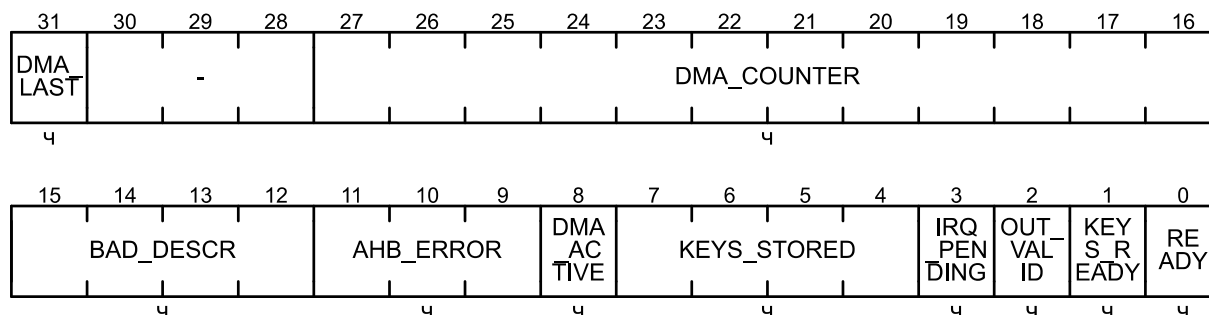 31 30 29 28 27 26 25 24 23 22 21 20 19 18 17 16
DMA_
LAST
-
DMA_COUNTER
ч ч
15 14 13 12 11 10 9 8 7 6 5 4 3 2 1 0
BAD_DESCR
AHB_ERROR
DMA
_AC
TIVE
KEYS_STORED
IRQ
_PEN
DING
OUT_
VAL
ID
KEY
S_R
EADY
RE
ADY
ч ч ч ч ч ч ч ч